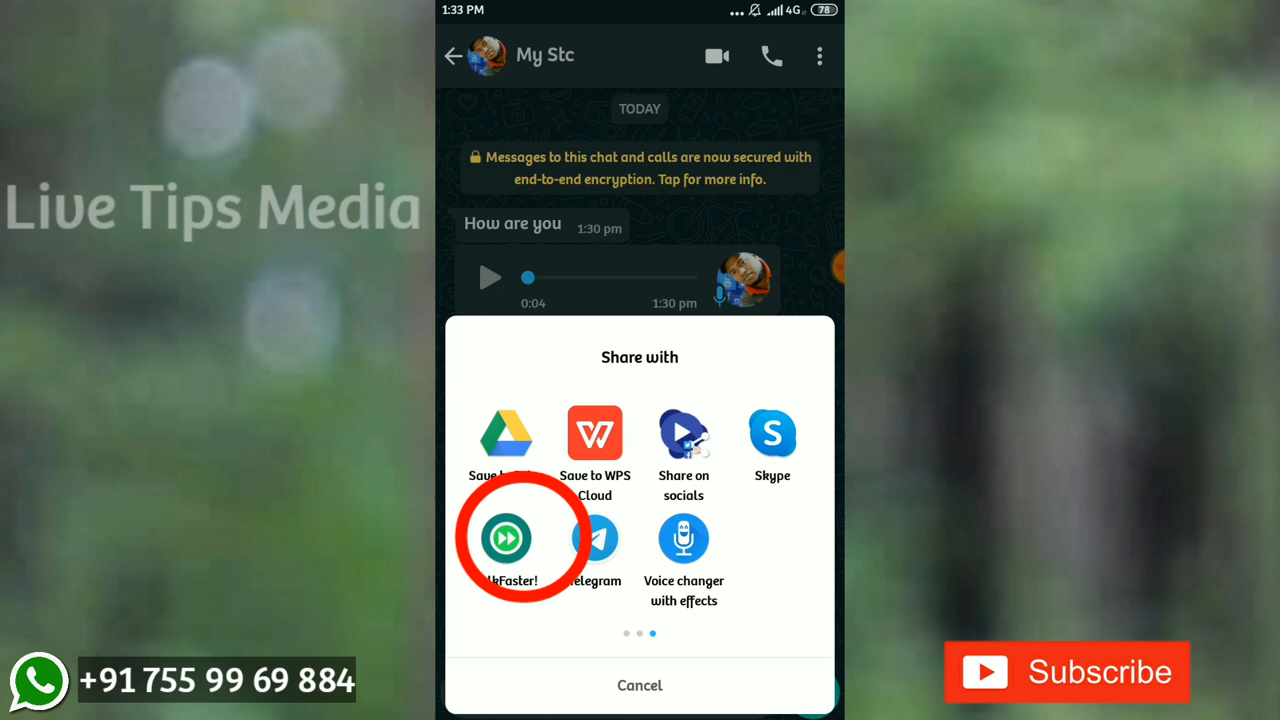 1:33 PM
4G
78
My Stc
TODAY
Messages to this chat and calls are now secured with
end-to-end encryption. Tap for more info.
How are you
1:30 pm
0:04
1:30 pm
Live Tips Media
Share with
Save to WPS
Cloud
Share on
socials
Skype
Voice changer
with effects
Cancel
+91 755 99 69 884
Subscribe